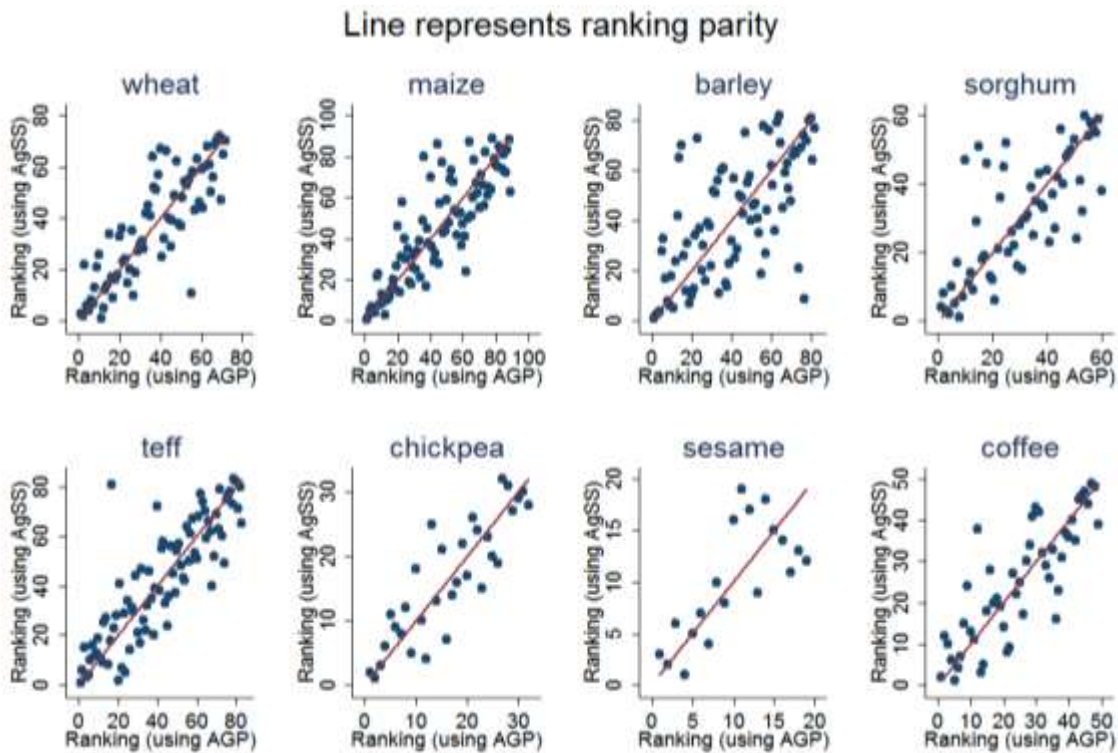 Line represents ranking parity
wheat
Ranking (using AgSS)
0 20 40 60 80
0 20 40 60 80
Ranking (using AGP)
maize
Ranking (using AgSS)
0 20 40 60 80 100
0 20 40 60 80 100
Ranking (using AGP)
barley
Ranking (using AgSS)
0 20 40 60 80
0 20 40 60 80
Ranking (using AGP)
sorghum
Ranking (using AgSS)
0 20 40 60
0 20 40 60
Ranking (using AGP)
teff
Ranking (using AgSS)
0 20 40 60 80
0 20 40 60 80
Ranking (using AGP)
chickpea
Ranking (using AgSS)
0 10 20 30
0 10 20 30
Ranking (using AGP)
sesame
Ranking (using AgSS)
0 5 10 15 20
0 5 10 15 20
Ranking (using AGP)
coffee
Ranking (using AgSS)
0 10 20 30 40 50
0 10 20 30 40 50
Ranking (using AGP)